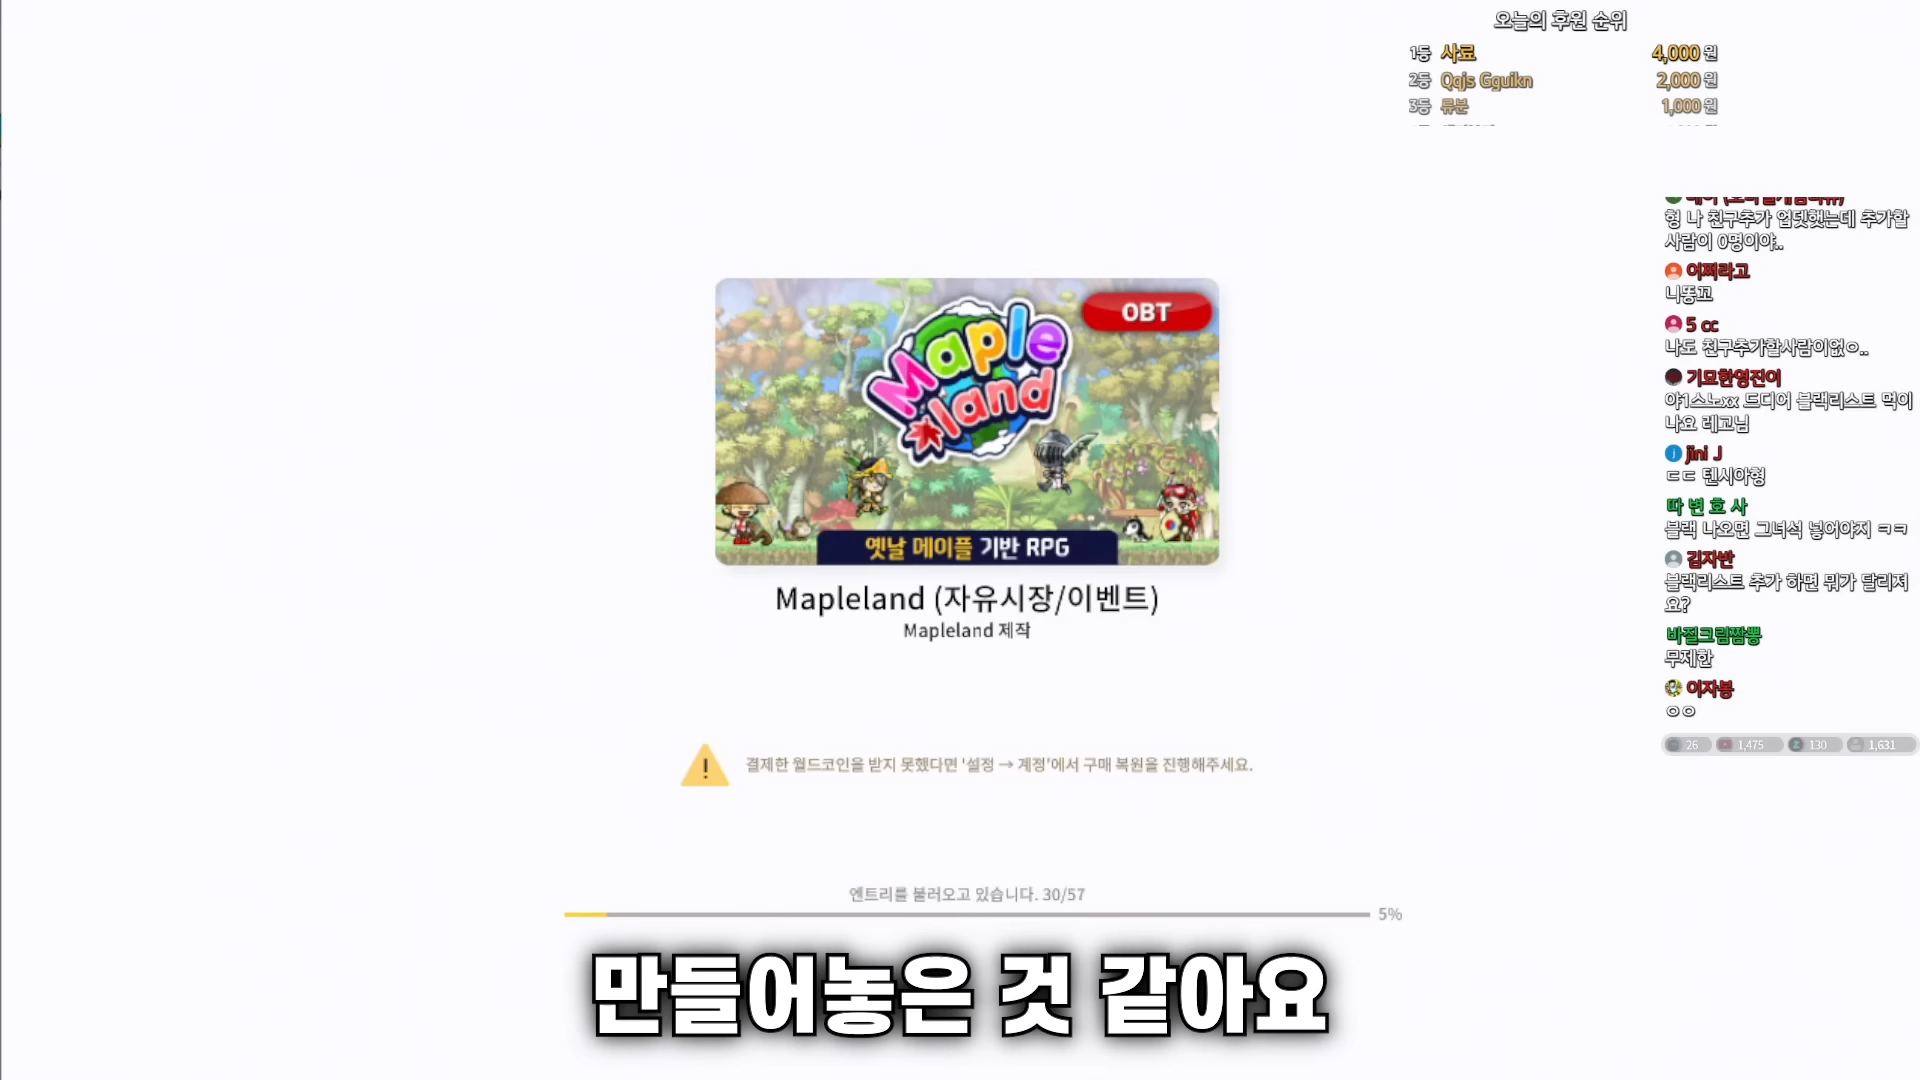 오늘의 후원 순위
1등 사료 4,000 원
2등 Qqjs Gguikn 2,000 원
3등 류분 1,000 원
형 나 친구추가 업뎃했는데 추가할
사람이 0명이야..
어쩌라고
니똥꼬
5 cc
나도 친구추가할사람이없ㅇ..
기묘한영진이
야1스노xx 드디어 블랙리스트 먹이
나요 레고님
jini J
ㄷㄷ 텐시아형
따 변 호 사
블랙 나오면 그녀석 넣어야지 ㅋㅋ
김자반
블랙리스트 추가 하면 뭐가 달리져
요?
바질크림짬뽕
무제한
이자봉
ㅇㅇ
26 1,475 130 1,631
OBT
Maple
land
옛날 메이플 기반 RPG
Mapleland (자유시장/이벤트)
Mapleland 제작
결제한 월드코인을 받지 못했다면 '설정 → 계정'에서 구매 복원을 진행해주세요.
엔트리를 불러오고 있습니다. 30/57
5%
만들어놓은 것 같아요